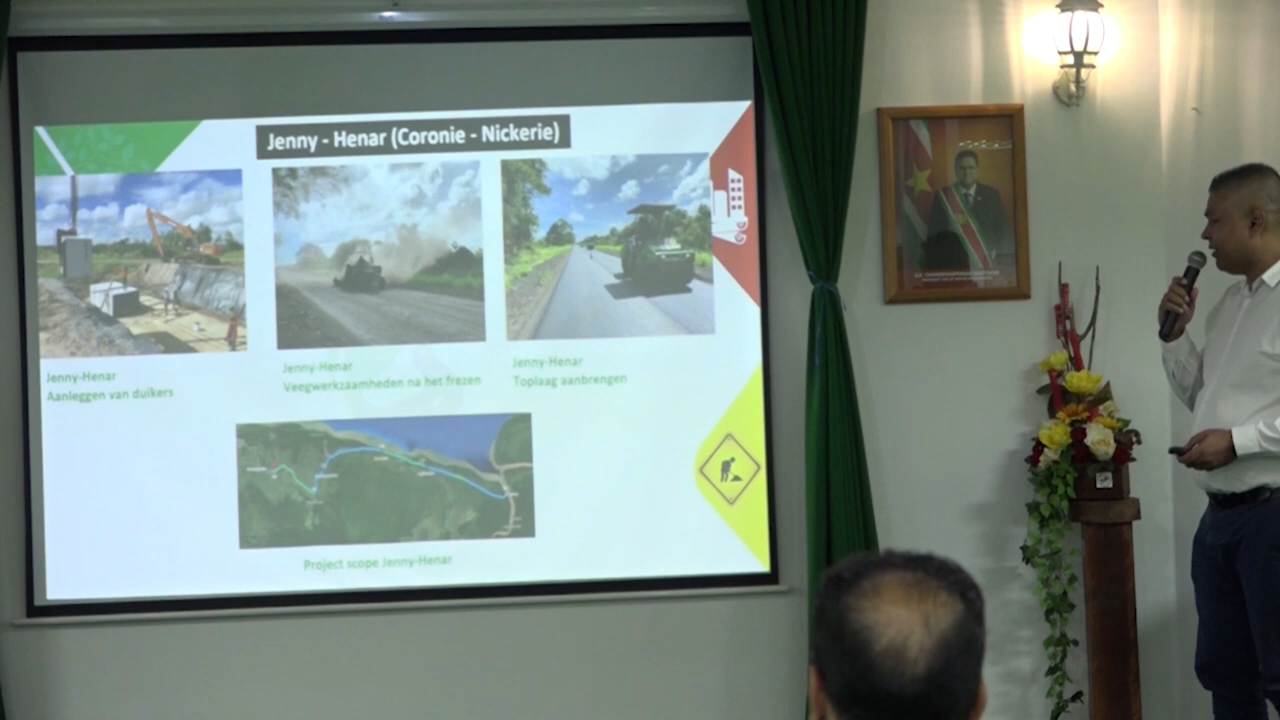 Jenny - Henar (Coronie - Nickerie)
Jenny-Henar
Aanleggen van duikers
Jenny-Henar
Veegwerkzaamheden na het frezen
Jenny-Henar
Toplaag aanbrengen
Project scope Jenny-Henar